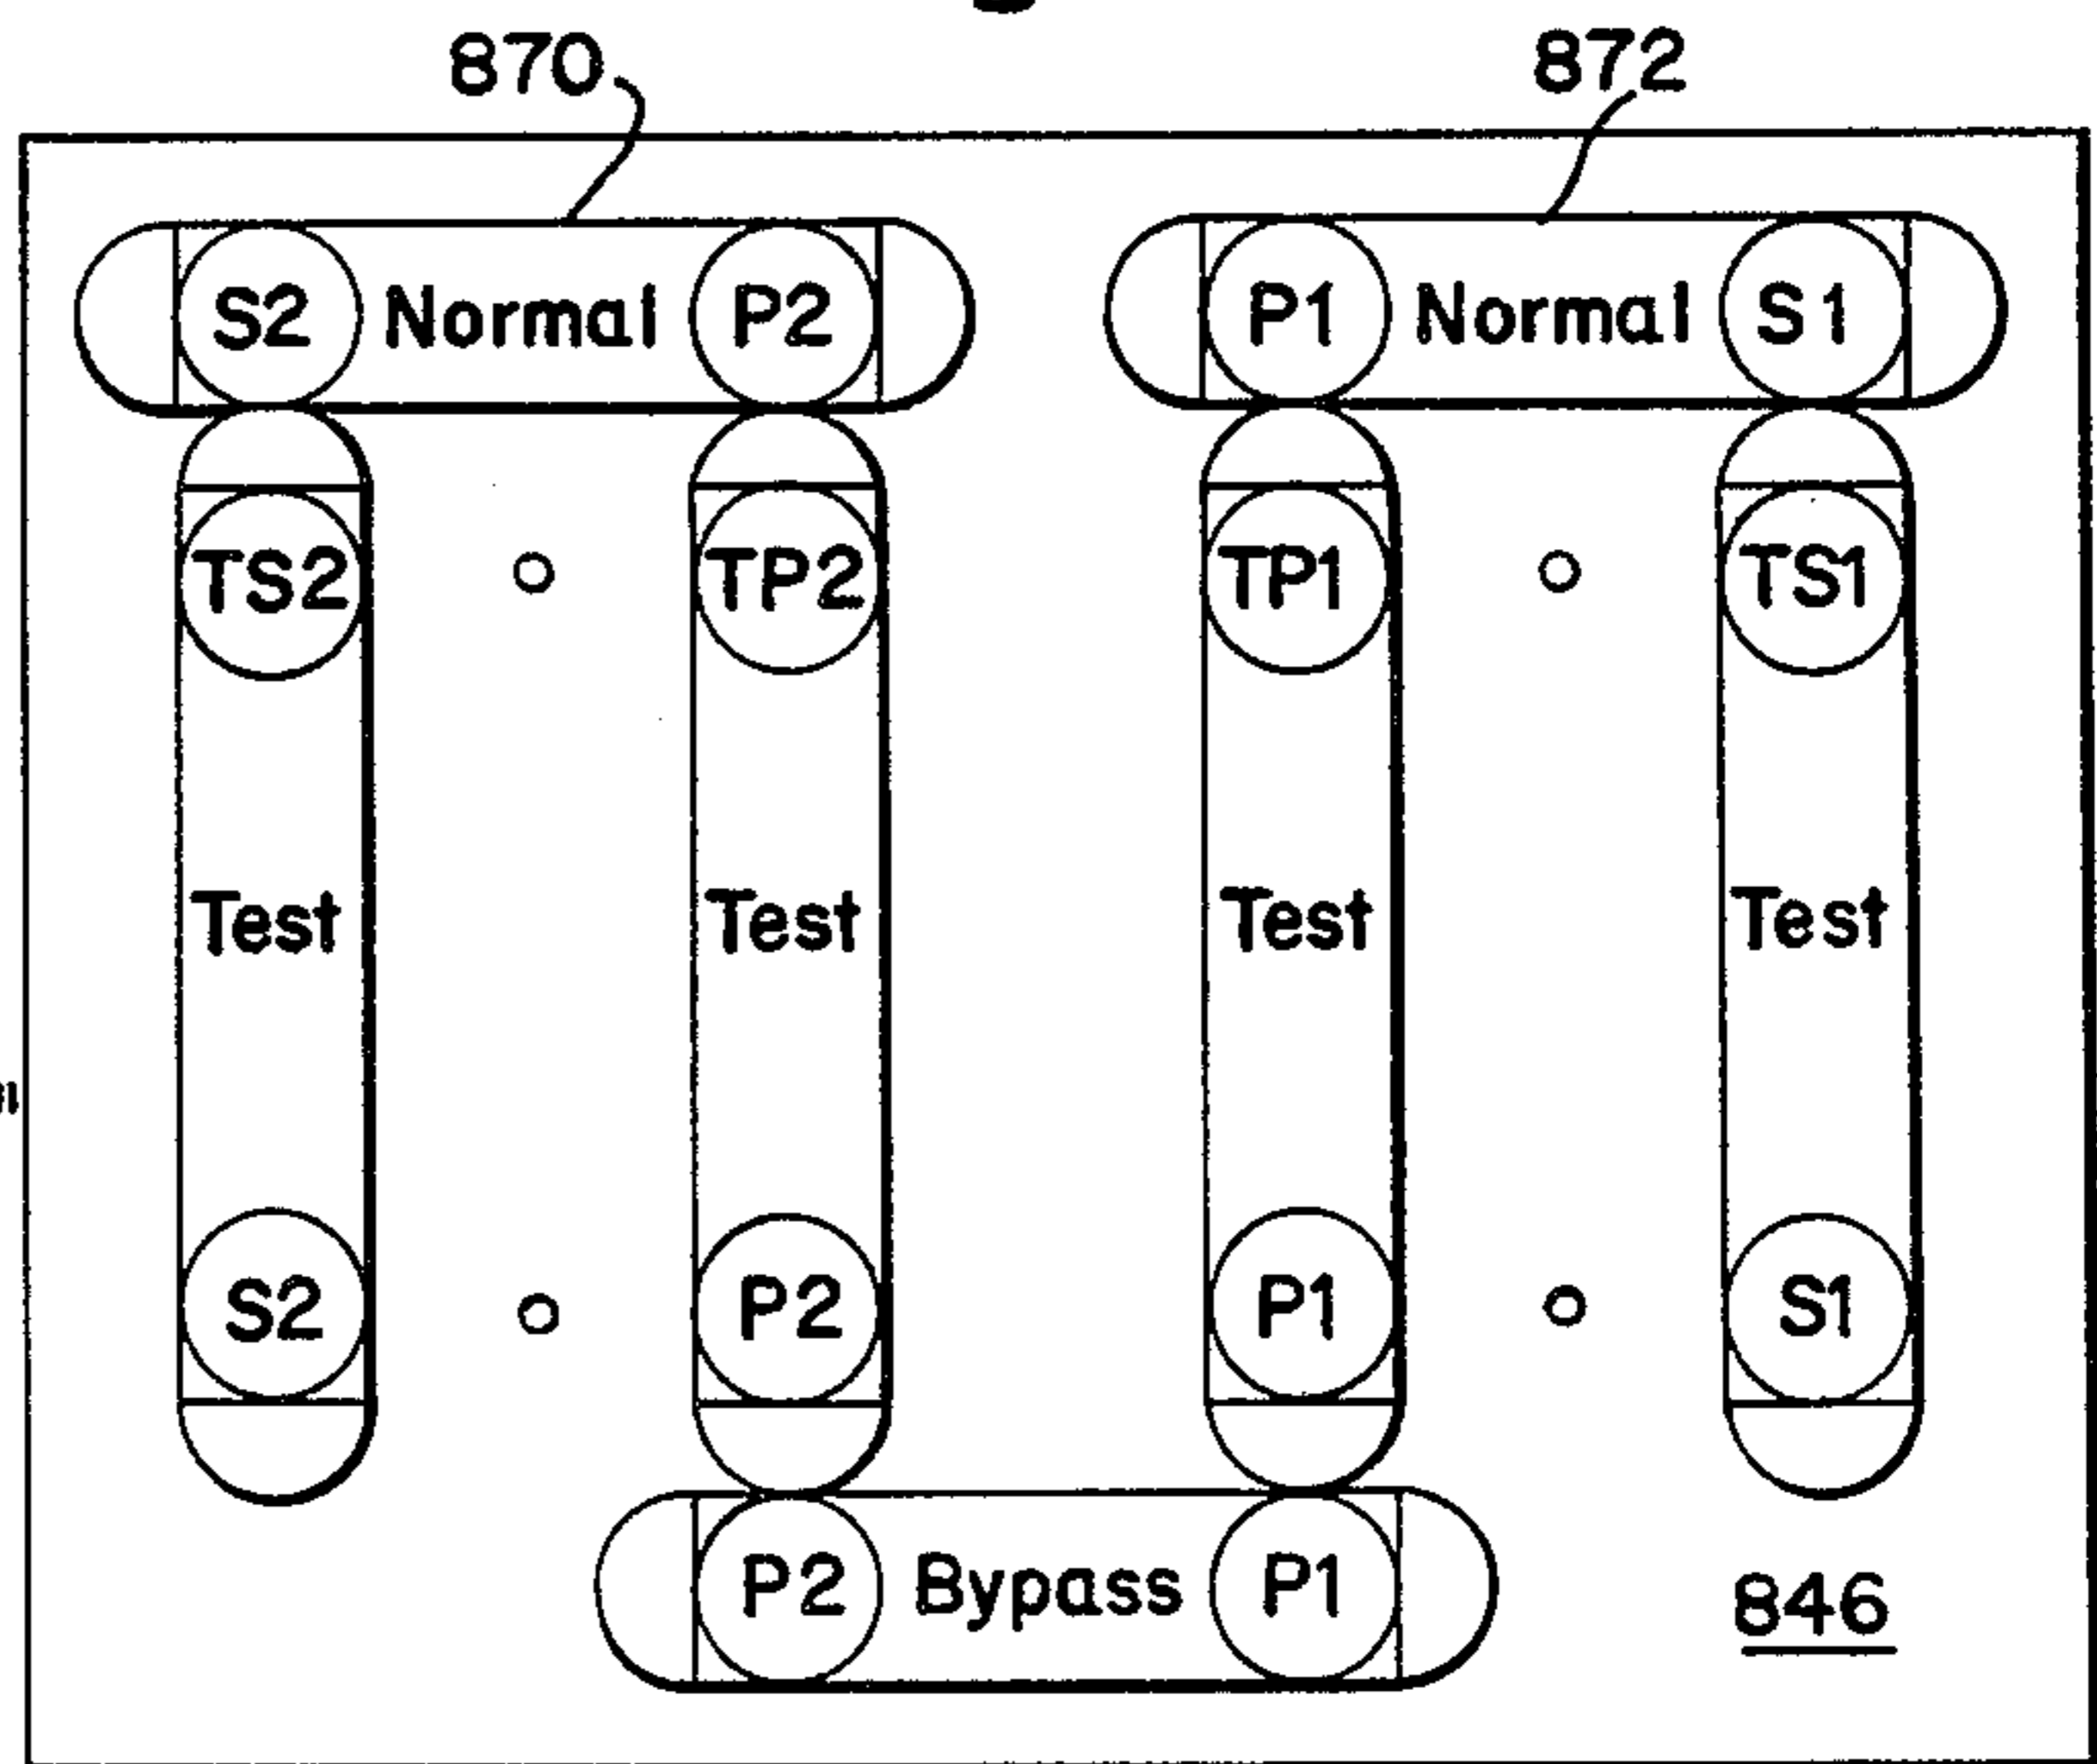 870 872
S2 Normal P2 P1 Normal S1
TS2 TP2 TP1 TS1
Test Test Test Test
S2 P2 P1 S1
P2 Bypass P1
846